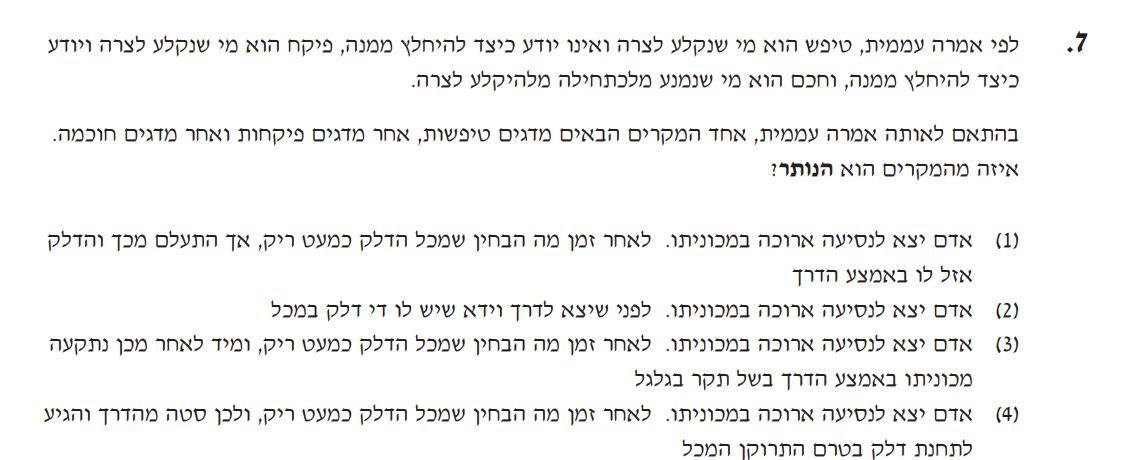 7. לפי אמרה עממית, טיפש הוא מי שנקלע לצרה ואינו יודע כיצד להיחלץ ממנה, פיקח הוא מי שנקלע לצרה ויודע
כיצד להיחלץ ממנה, וחכם הוא מי שנמנע מלכתחילה מלהיקלע לצרה.
בהתאם לאותה אמרה עממית, אחד המקרים הבאים מדגים טיפשות, אחר מדגים פיקחות ואחר מדגים חוכמה.
איזה מהמקרים הוא הנותר?
(1) אדם יצא לנסיעה ארוכה במכוניתו. לאחר זמן מה הבחין שמכל הדלק כמעט ריק, אך התעלם מכך והדלק
אזל לו באמצע הדרך
(2) אדם יצא לנסיעה ארוכה במכוניתו. לפני שיצא לדרך וידא שיש לו די דלק במכל
(3) אדם יצא לנסיעה ארוכה במכוניתו. לאחר זמן מה הבחין שמכל הדלק כמעט ריק, ומיד לאחר מכן נתקעה
מכוניתו באמצע הדרך בשל תקר בגלגל
(4) אדם יצא לנסיעה ארוכה במכוניתו. לאחר זמן מה הבחין שמכל הדלק כמעט ריק, ולכן סטה מהדרך והגיע
לתחנת דלק בטרם התרוקן המכל